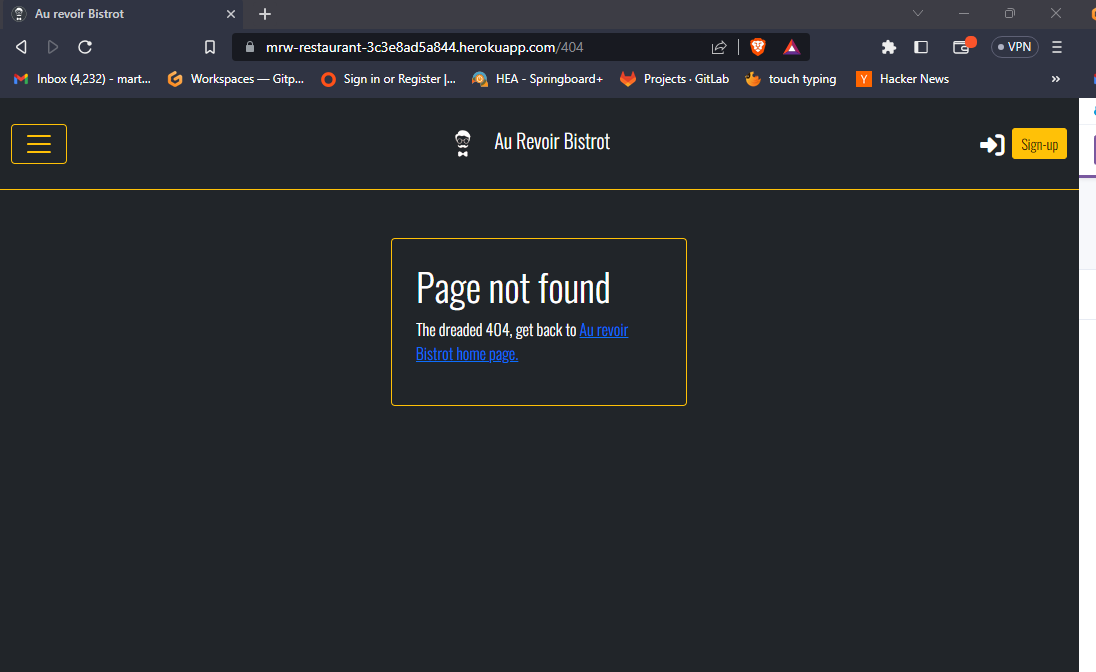 Au revoir Bistrot
mrw-restaurant-3c3e8ad5a844.herokuapp.com/404
VPN
Inbox (4,232) - mart...
Workspaces — Gitp...
Sign in or Register |...
HEA - Springboard+
Projects · GitLab
touch typing
Y
Hacker News
»
Au Revoir Bistrot
Sign-up
Page not found
The dreaded 404, get back to Au revoir
Bistrot home page.